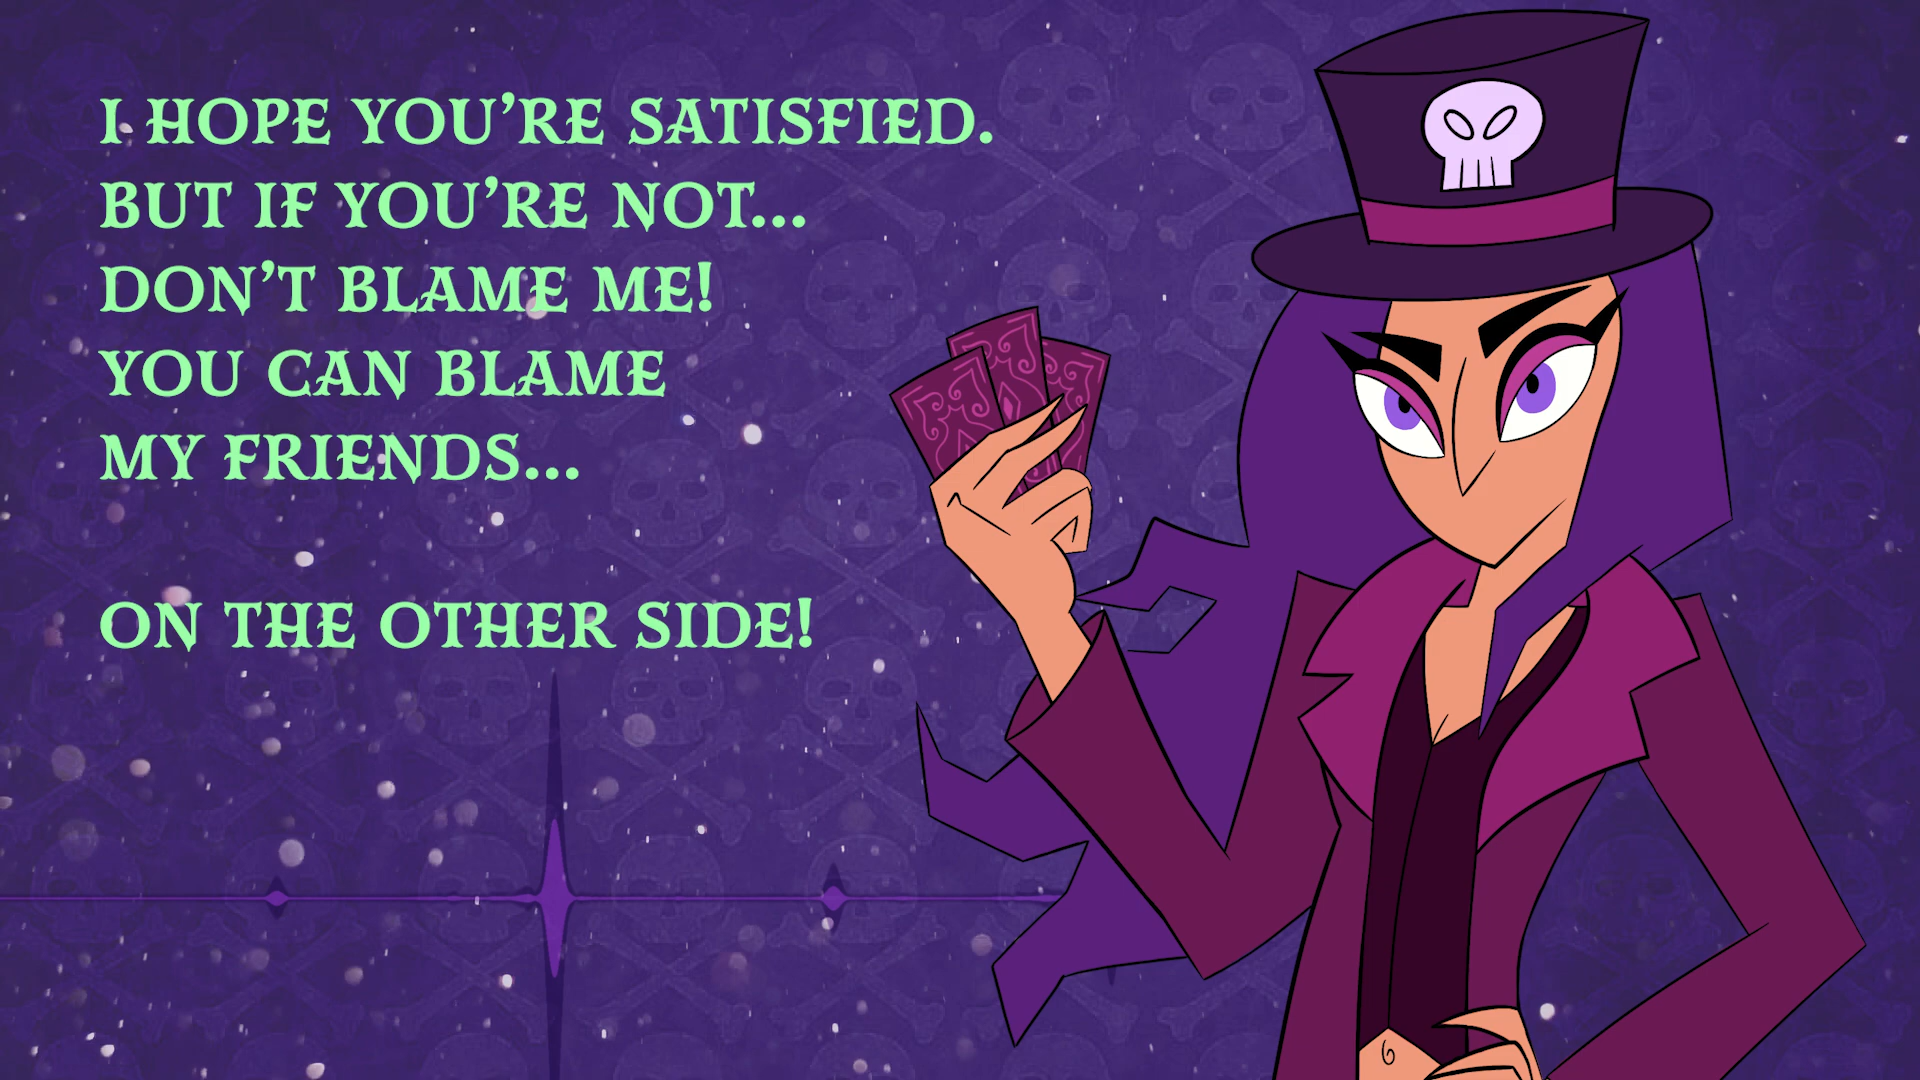 I HOPE YOU'RE SATISFIED.
BUT IF YOU'RE NOT...
DON'T BLAME ME!
YOU CAN BLAME
MY FRIENDS...
ON THE OTHER SIDE!